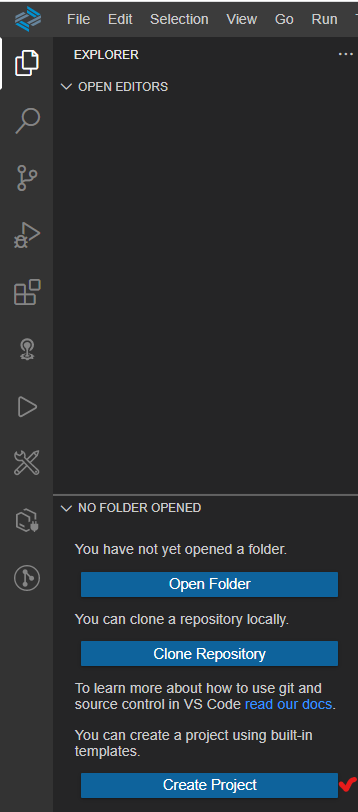 File Edit Selection View Go Run
EXPLORER
OPEN EDITORS
NO FOLDER OPENED
You have not yet opened a folder.
Open Folder
You can clone a repository locally.
Clone Repository
To learn more about how to use git and
source control in VS Code read our docs.
You can create a project using built-in
templates.
Create Project